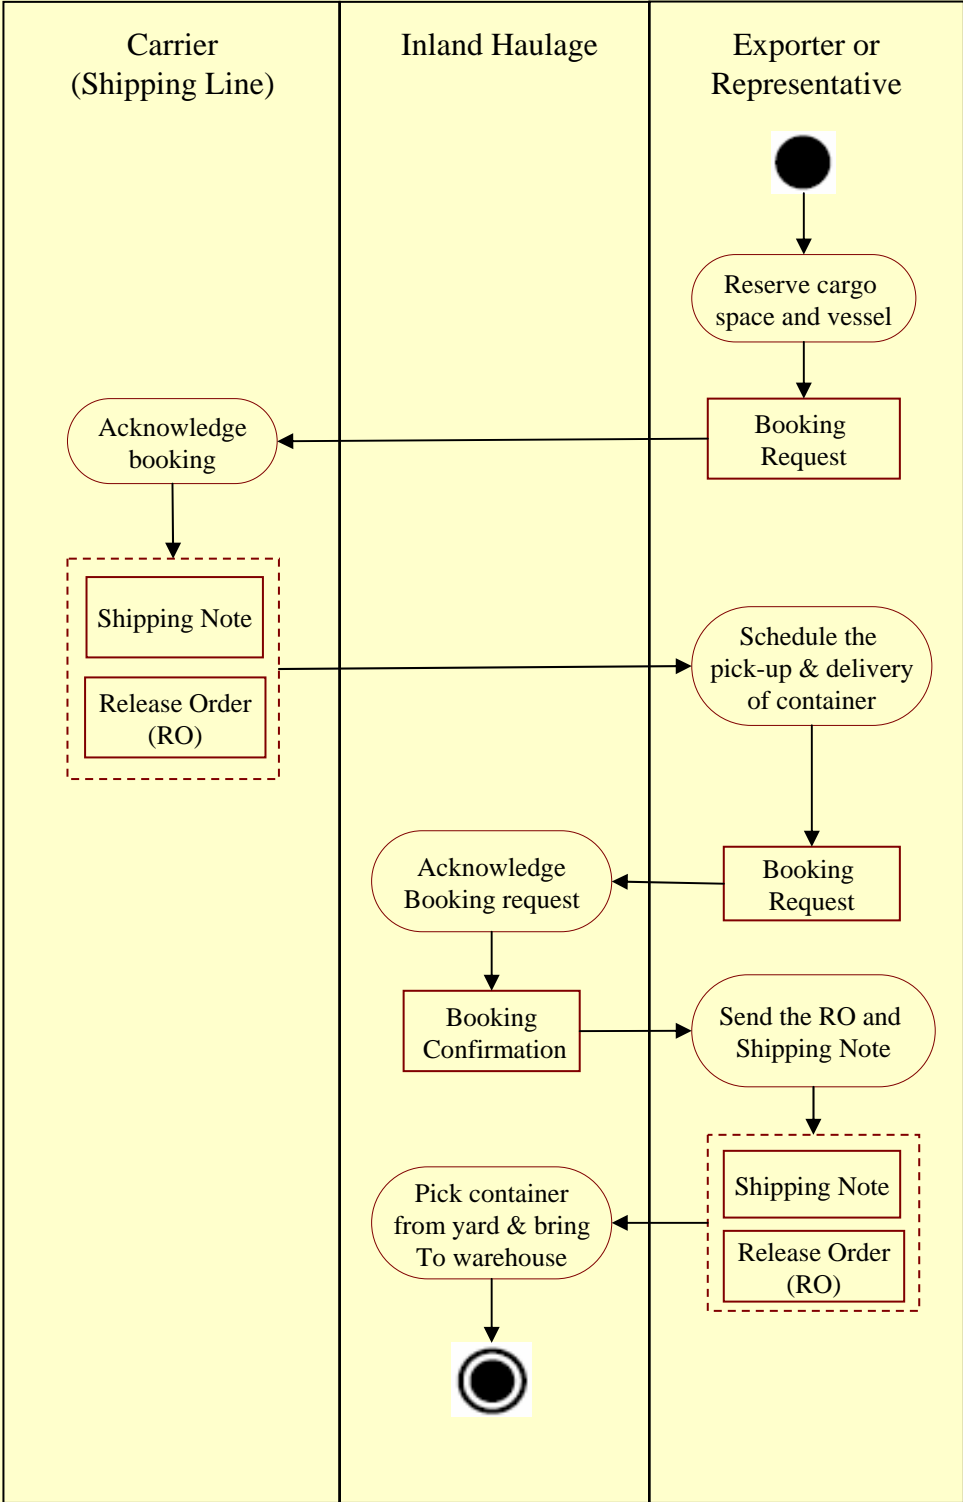 Carrier
(Shipping Line)
Inland Haulage
Exporter or
Representative
Reserve cargo
space and vessel
Booking
Request
Acknowledge
booking
Shipping Note
Release Order
(RO)
Schedule the
pick-up & delivery
of container
Booking
Request
Acknowledge
Booking request
Booking
Confirmation
Send the RO and
Shipping Note
Shipping Note
Release Order
(RO)
Pick container
from yard & bring
To warehouse